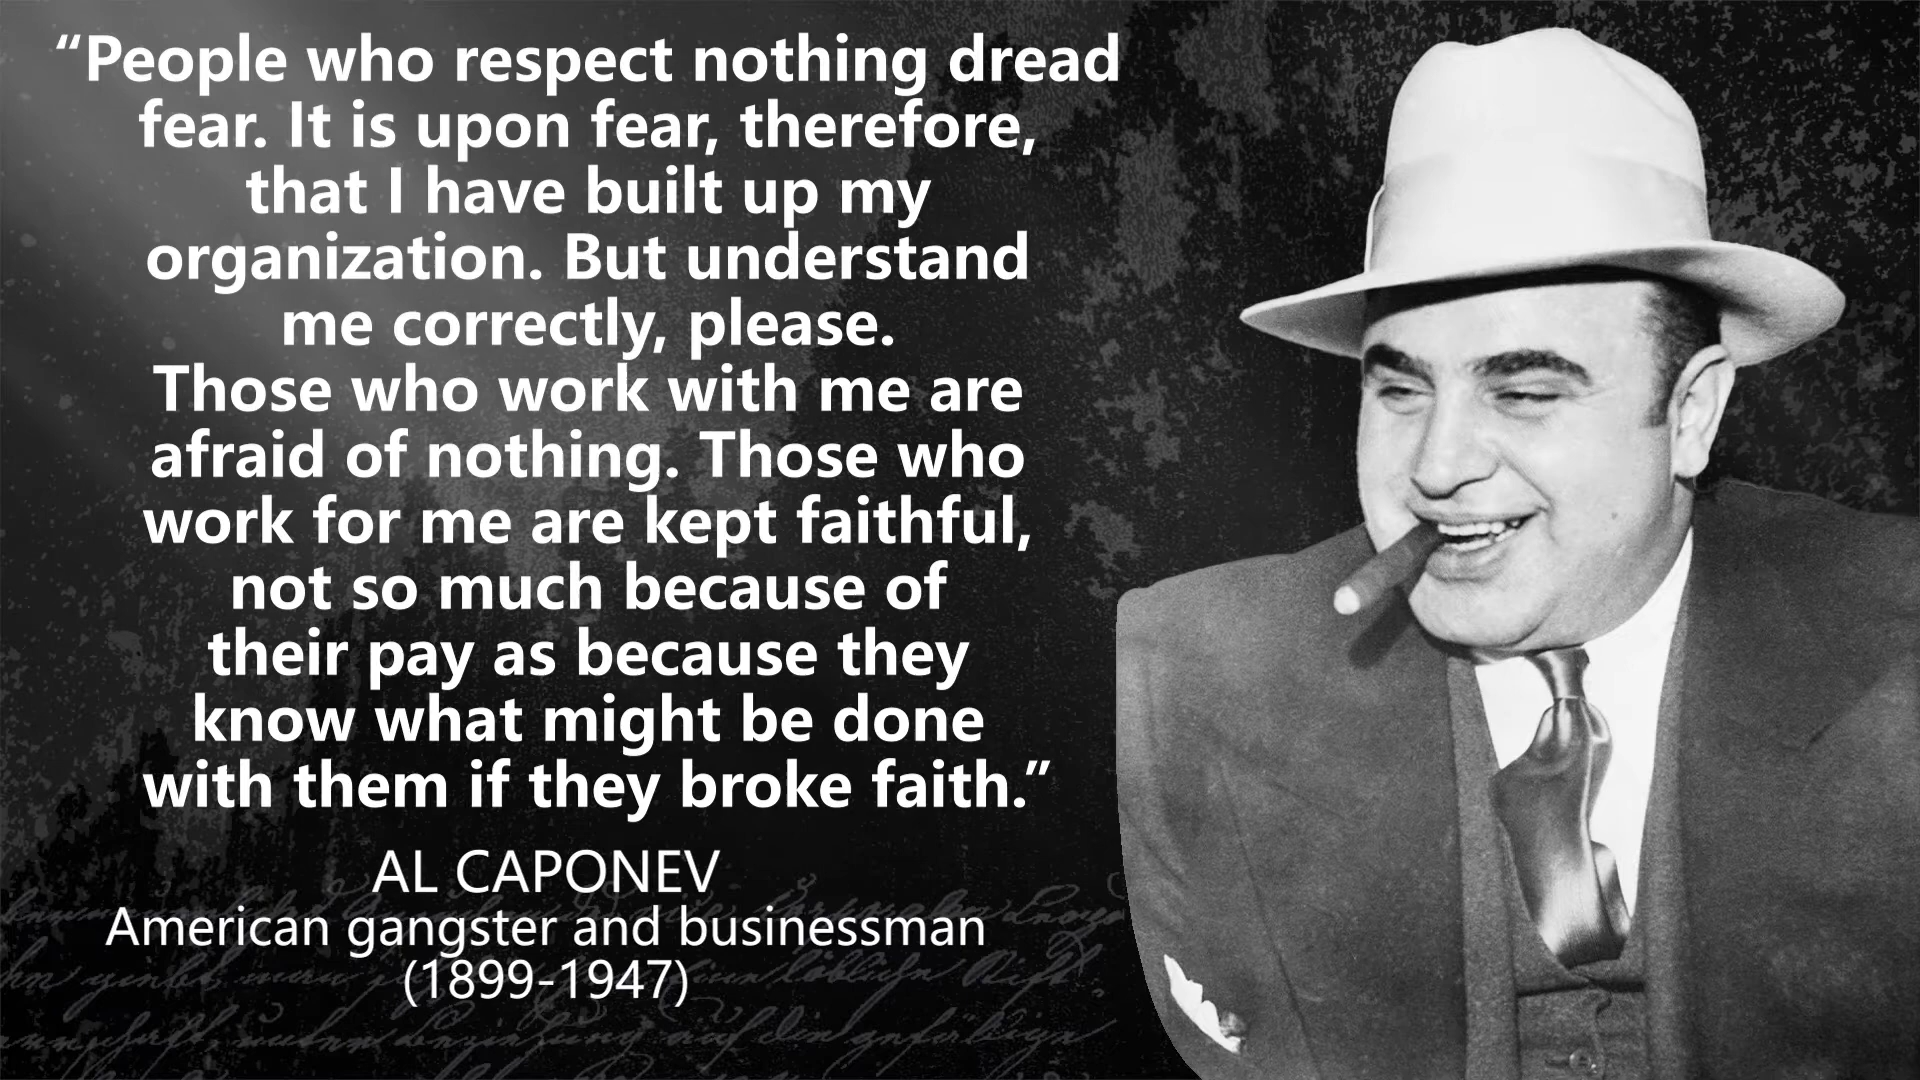 “People who respect nothing dread
fear. It is upon fear, therefore,
that I have built up my
organization. But understand
me correctly, please.
Those who work with me are
afraid of nothing. Those who
work for me are kept faithful,
not so much because of
their pay as because they
know what might be done
with them if they broke faith.”
AL CAPONEV
American gangster and businessman
(1899-1947)